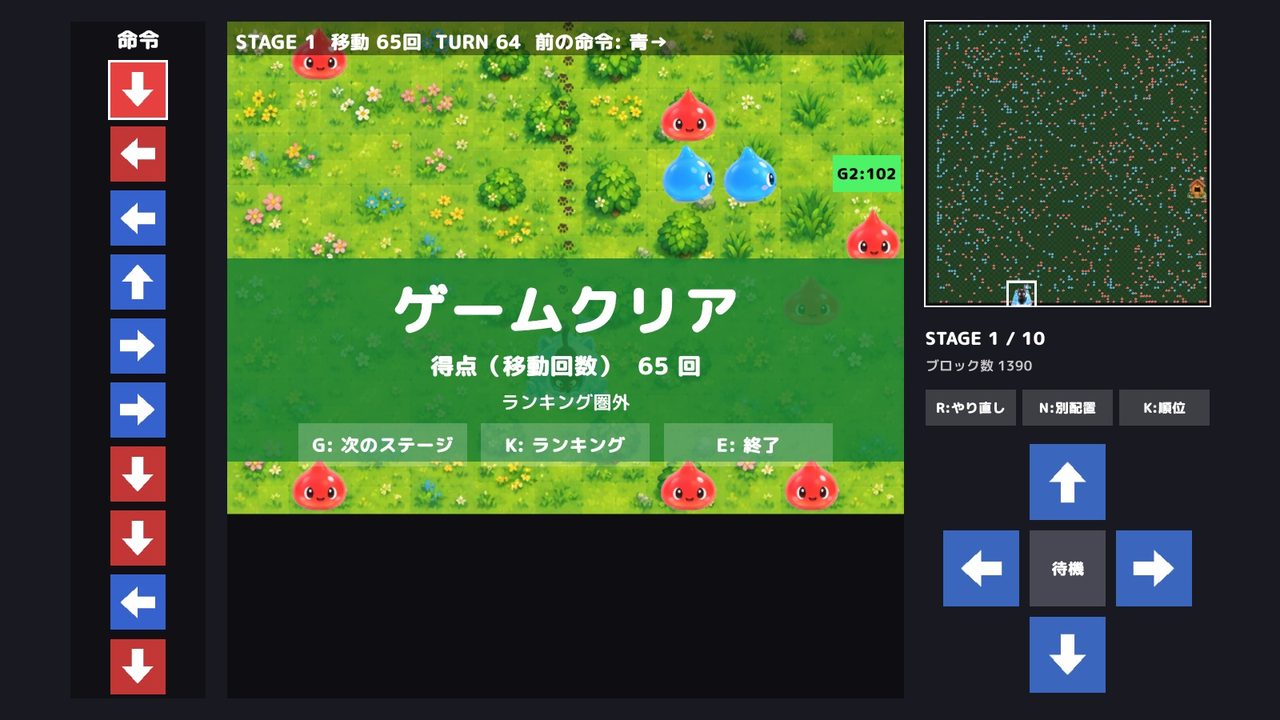 命令
STAGE 1 移動 65回 TURN 64 前の命令: 青→
G2:102
ゲームクリア
得点（移動回数） 65 回
ランキング圏外
G: 次のステージ
K: ランキング
E: 終了
STAGE 1 / 10
ブロック数 1390
R:やり直し
N:別配置
K:順位
待機